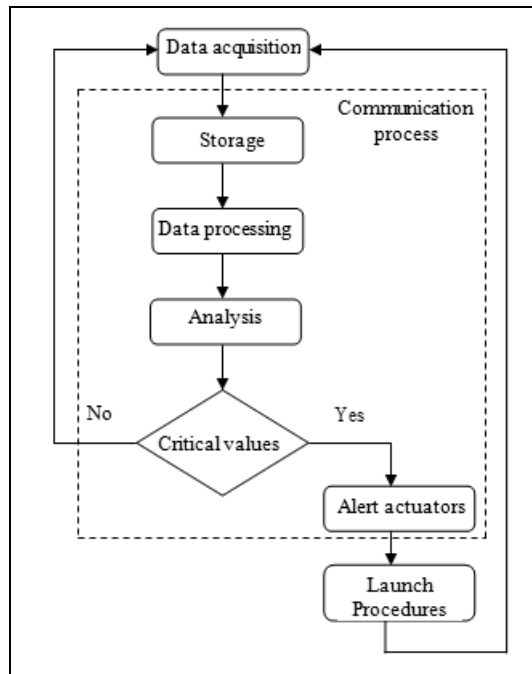 Data acquisition
Communication
process
Storage
Data processing
Analysis
No
Yes
Critical values
Alert actuators
Launch
Procedures